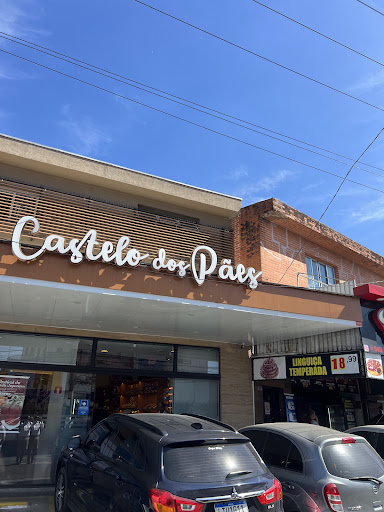 Castelo dos Pães
LINGUIÇA
TEMPERADA
18,99